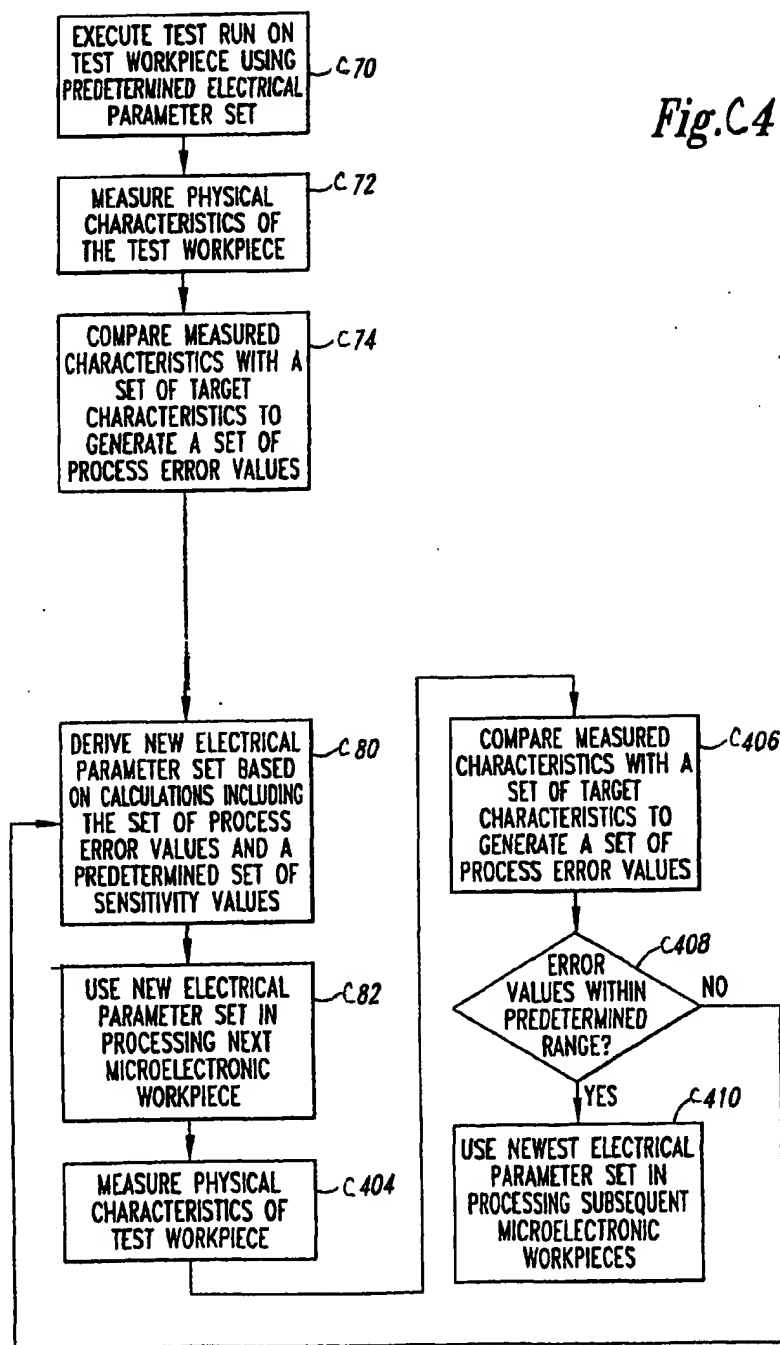 EXECUTE TEST RUN ON
TEST WORKPIECE USING
PREDETERMINED ELECTRICAL
PARAMETER SET
C70
Fig.C4
MEASURE PHYSICAL
CHARACTERISTICS OF
THE TEST WORKPIECE
C72
COMPARE MEASURED
CHARACTERISTICS WITH A
SET OF TARGET
CHARACTERISTICS TO
GENERATE A SET OF
PROCESS ERROR VALUES
C74
DERIVE NEW ELECTRICAL
PARAMETER SET BASED
ON CALCULATIONS INCLUDING
THE SET OF PROCESS
ERROR VALUES AND A
PREDETERMINED SET OF
SENSITIVITY VALUES
C80
USE NEW ELECTRICAL
PARAMETER SET IN
PROCESSING NEXT
MICROELECTRONIC
WORKPIECE
C82
MEASURE PHYSICAL
CHARACTERISTICS OF
TEST WORKPIECE
C404
COMPARE MEASURED
CHARACTERISTICS WITH A
SET OF TARGET
CHARACTERISTICS TO
GENERATE A SET OF
PROCESS ERROR VALUES
C406
ERROR
VALUES WITHIN
PREDETERMINED
RANGE?
C408
NO
YES
C410
USE NEWEST ELECTRICAL
PARAMETER SET IN
PROCESSING SUBSEQUENT
MICROELECTRONIC
WORKPIECES